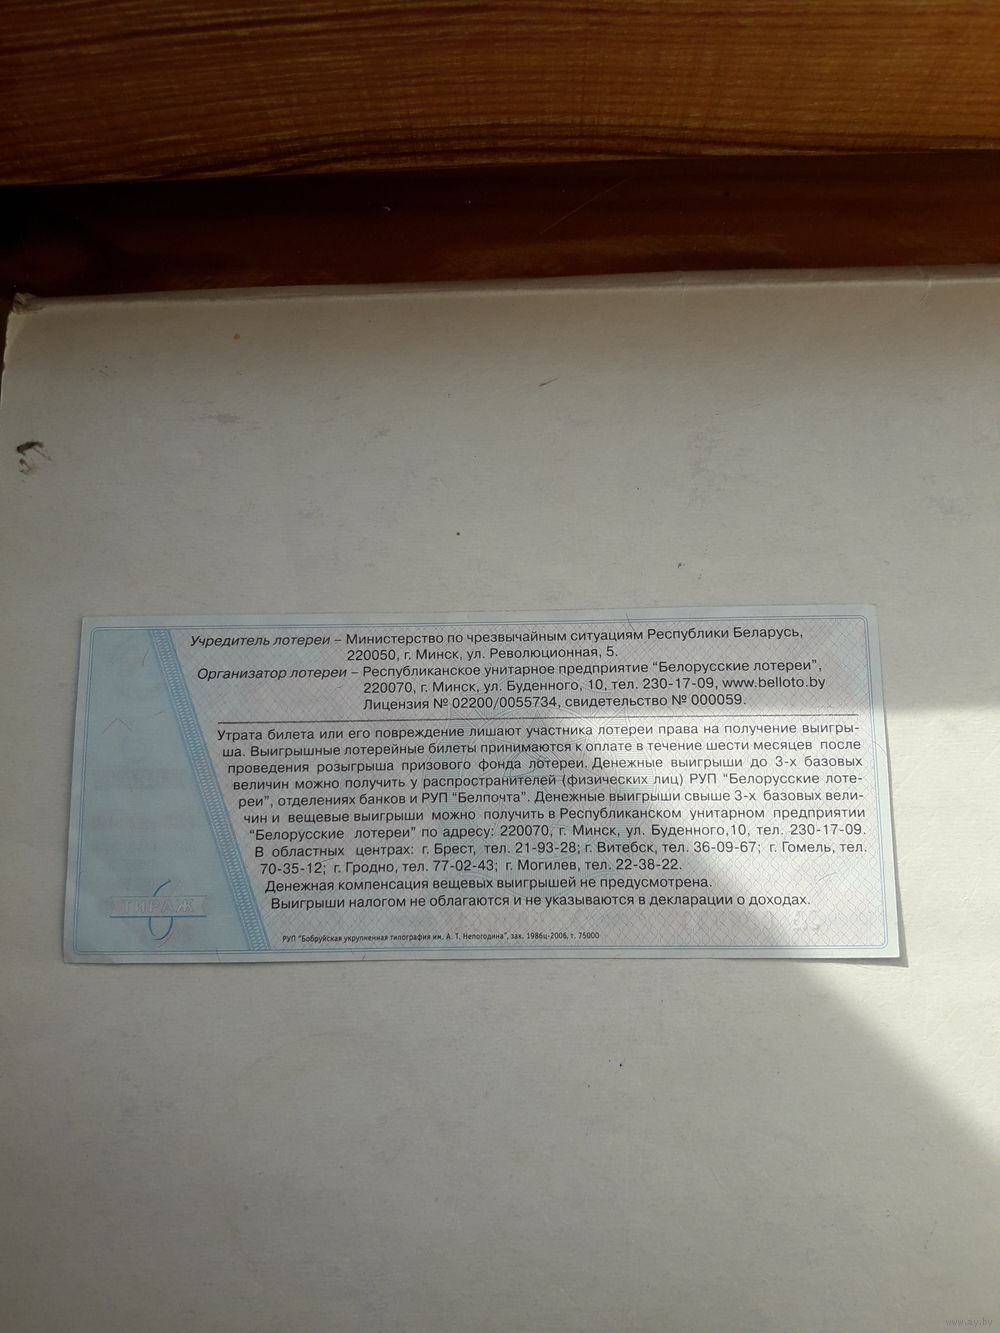 Учредитель лотереи – Министерство по чрезвычайным ситуациям Республики Беларусь,
220050, г. Минск, ул. Революционная, 5.
Организатор лотереи – Республиканское унитарное предприятие “Белорусские лотереи”,
220070, г. Минск, ул. Буденного, 10, тел. 230-17-09, www.belloto.by
Лицензия № 02200/0055734, свидетельство № 000059.
Утрата билета или его повреждение лишают участника лотереи права на получение выигры-
ша. Выигрышные лотерейные билеты принимаются к оплате в течение шести месяцев после
проведения розыгрыша призового фонда лотереи. Денежные выигрыши до 3-х базовых
величин можно получить у распространителей (физических лиц) РУП “Белорусские лоте-
реи”, отделениях банков и РУП “Белпочта”. Денежные выигрыши свыше 3-х базовых вели-
чин и вещевые выигрыши можно получить в Республиканском унитарном предприятии
“Белорусские лотереи” по адресу: 220070, г. Минск, ул. Буденного,10, тел. 230-17-09.
В областных центрах: г. Брест, тел. 21-93-28; г. Витебск, тел. 36-09-67; г. Гомель, тел.
70-35-12; г. Гродно, тел. 77-02-43; г. Могилев, тел. 22-38-22.
Денежная компенсация вещевых выигрышей не предусмотрена.
Выигрыши налогом не облагаются и не указываются в декларации о доходах.
ТИРАЖ
РУП “Бобруйская укрупненная типография им. А. Т. Непогодина”, зак. 1986ц-2006, т. 75000
www.ay.by